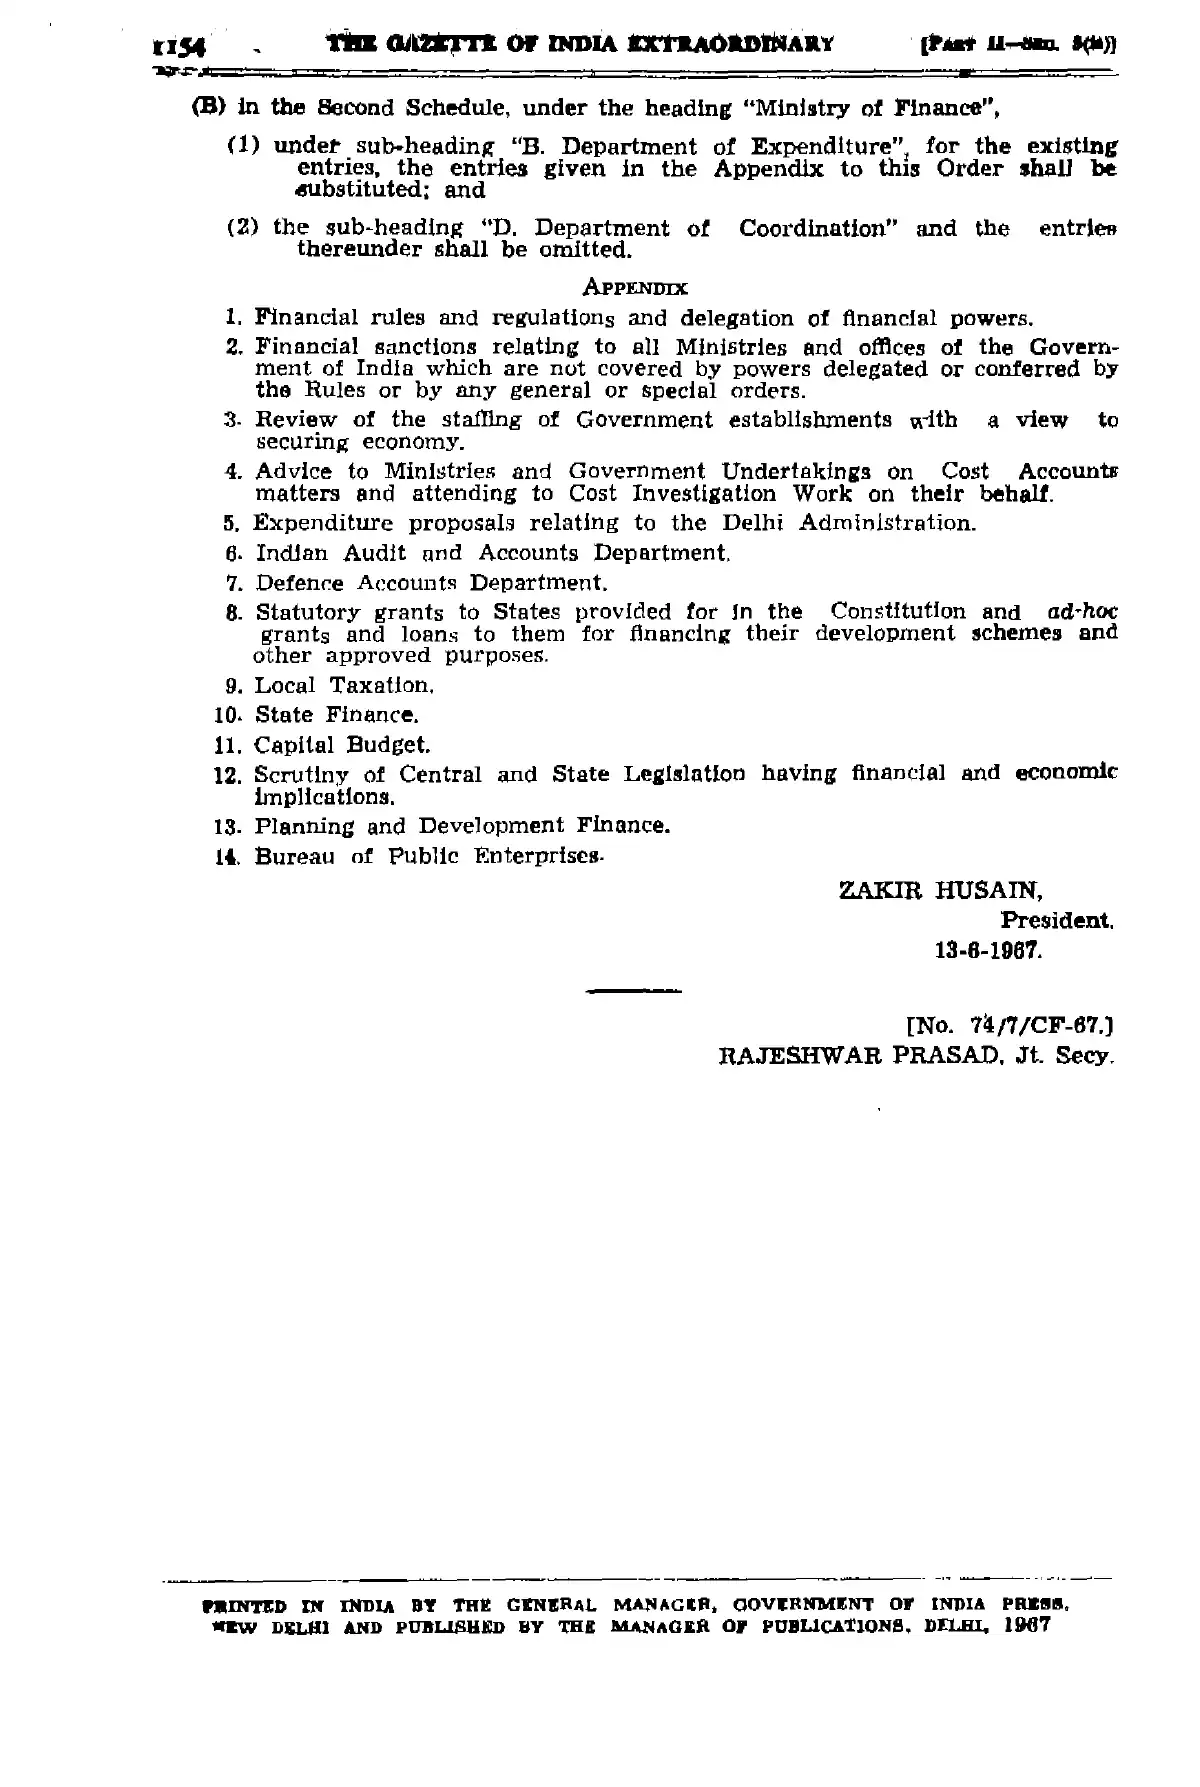 1154 THE GAZETTE OF INDIA EXTRAORDINARY [PART II—SEC. 3(ii)]
(B) in the Second Schedule, under the heading "Ministry of Finance",
(1) under sub-heading "B. Department of Expenditure", for the existing
entries, the entries given in the Appendix to this Order shall be
substituted; and
(2) the sub-heading "D. Department of Coordination" and the entries
thereunder shall be omitted.
APPENDIX
1. Financial rules and regulations and delegation of financial powers.
2. Financial sanctions relating to all Ministries and offices of the Govern-
ment of India which are not covered by powers delegated or conferred by
the Rules or by any general or special orders.
3. Review of the staffing of Government establishments with a view to
securing economy.
4. Advice to Ministries and Government Undertakings on Cost Accounts
matters and attending to Cost Investigation Work on their behalf.
5. Expenditure proposals relating to the Delhi Administration.
6. Indian Audit and Accounts Department.
7. Defence Accounts Department.
8. Statutory grants to States provided for in the Constitution and ad-hoc
grants and loans to them for financing their development schemes and
other approved purposes.
9. Local Taxation.
10. State Finance.
11. Capital Budget.
12. Scrutiny of Central and State Legislation having financial and economic
implications.
13. Planning and Development Finance.
14. Bureau of Public Enterprises.
ZAKIR HUSAIN,
President.
13-6-1967.
[No. 74/7/CF-67.]
RAJESHWAR PRASAD, Jt. Secy.
PRINTED IN INDIA BY THE GENERAL MANAGER, GOVERNMENT OF INDIA PRESS,
NEW DELHI AND PUBLISHED BY THE MANAGER OF PUBLICATIONS, DELHI, 1967